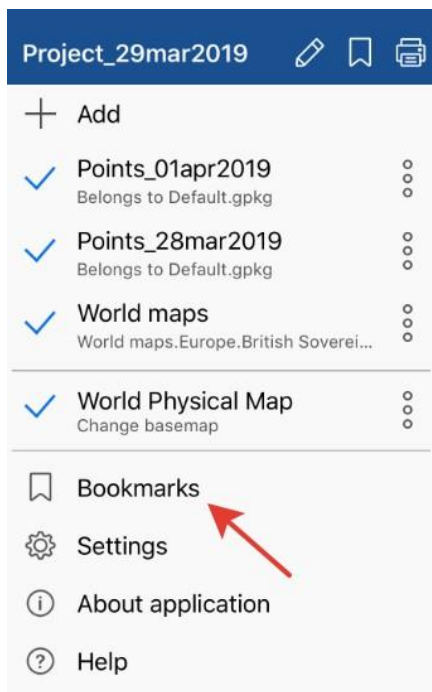 Project_29mar2019
Add
Points_01apr2019
Belongs to Default.gpkg
Points_28mar2019
Belongs to Default.gpkg
World maps
World maps.Europe.British Soverei...
World Physical Map
Change basemap
Bookmarks
Settings
About application
Help